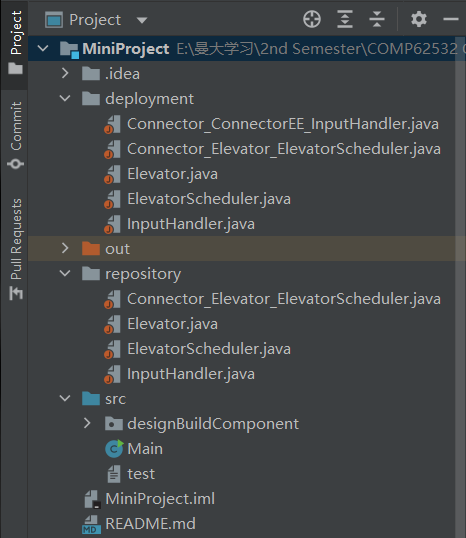 Project
MiniProject E:\曼大学习\2nd Semester\COMP62532
.idea
deployment
Connector_ConnectorEE_InputHandler.java
Connector_Elevator_ElevatorScheduler.java
Elevator.java
ElevatorScheduler.java
InputHandler.java
out
repository
Connector_Elevator_ElevatorScheduler.java
Elevator.java
ElevatorScheduler.java
InputHandler.java
src
designBuildComponent
Main
test
MiniProject.iml
README.md
Project
Commit
Pull Requests